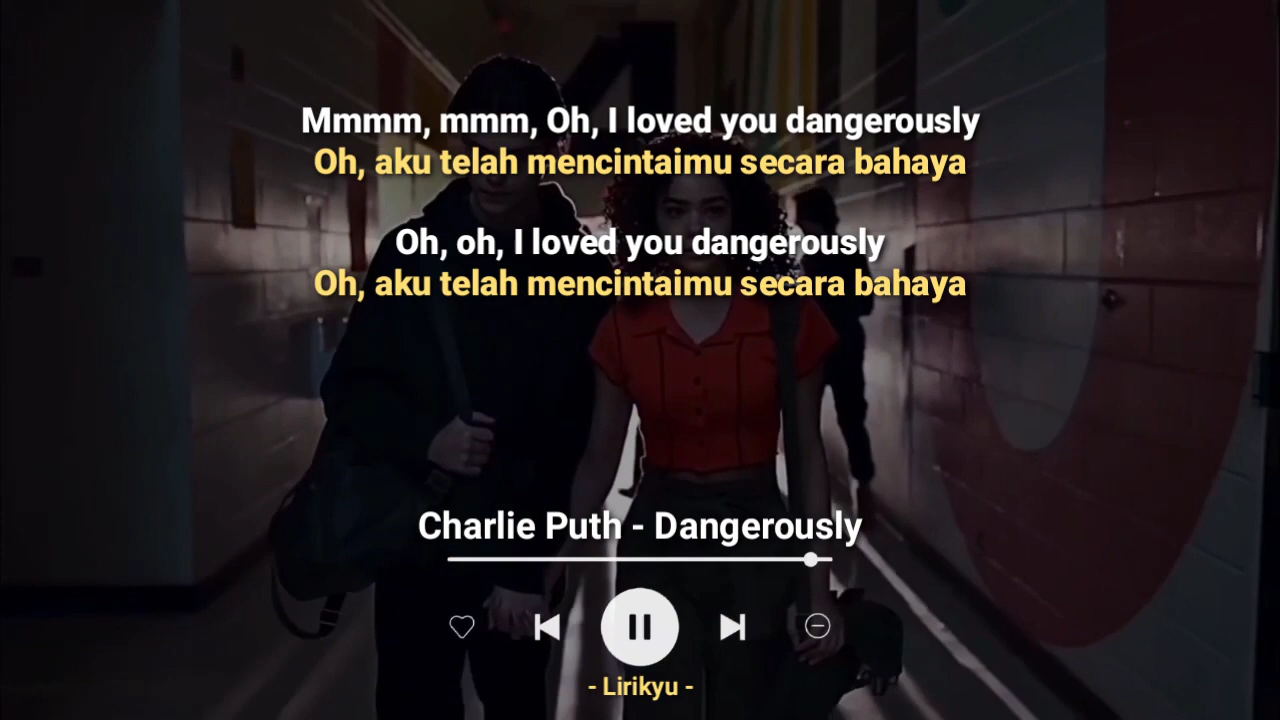 Mmmm, mmm, Oh, I loved you dangerously
Oh, aku telah mencintaimu secara bahaya
Oh, oh, I loved you dangerously
Oh, aku telah mencintaimu secara bahaya
Charlie Puth - Dangerously
- Lirikyu -